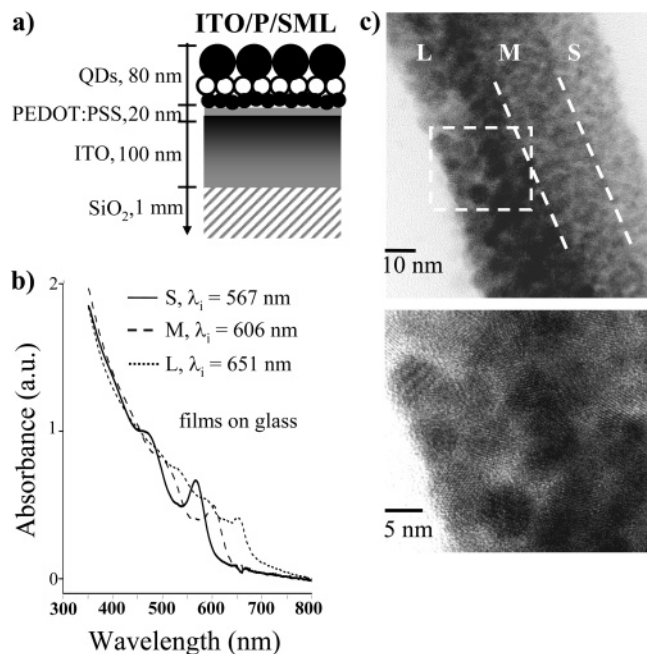 a) ITO/P/SML
QDs, 80 nm
PEDOT:PSS,20 nm
ITO, 100 nm
SiO₂, 1 mm
b)
2
1
0
Absorbance (a.u.)
S, λi = 567 nm
M, λi = 606 nm
L, λi = 651 nm
films on glass
300 400 500 600 700 800
Wavelength (nm)
c)
L M S
10 nm
5 nm